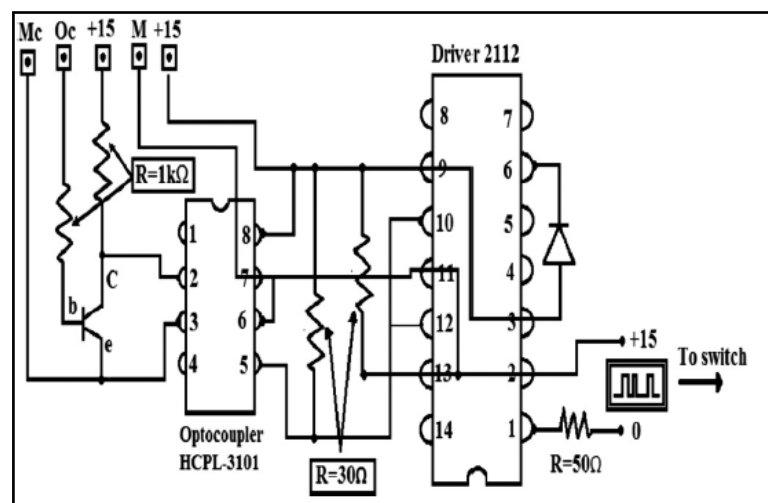 Mc Oc +15 M +15
Driver 2112
R=1kΩ
8 7
9 6
1 8
10 5
2 7
11 4
C
b
3 6
12 3
e
4 5
13 2
+15
To switch
14 1
0
Optocoupler
HCPL-3101
R=30Ω
R=50Ω